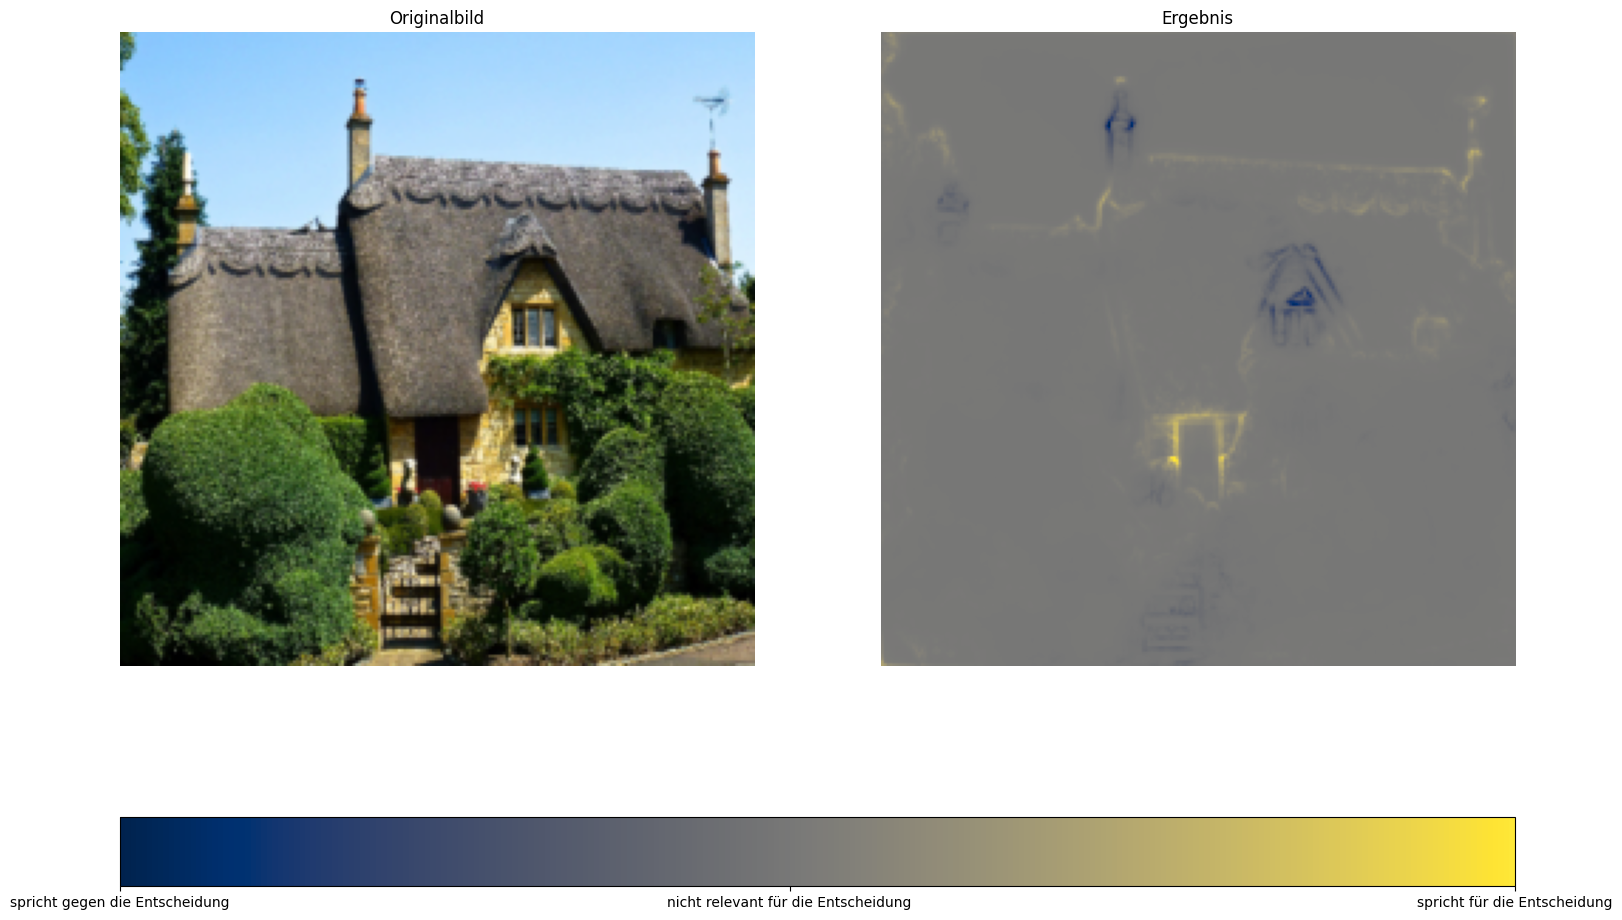 Originalbild
Ergebnis
spricht gegen die Entscheidung
nicht relevant für die Entscheidung
spricht für die Entscheidung